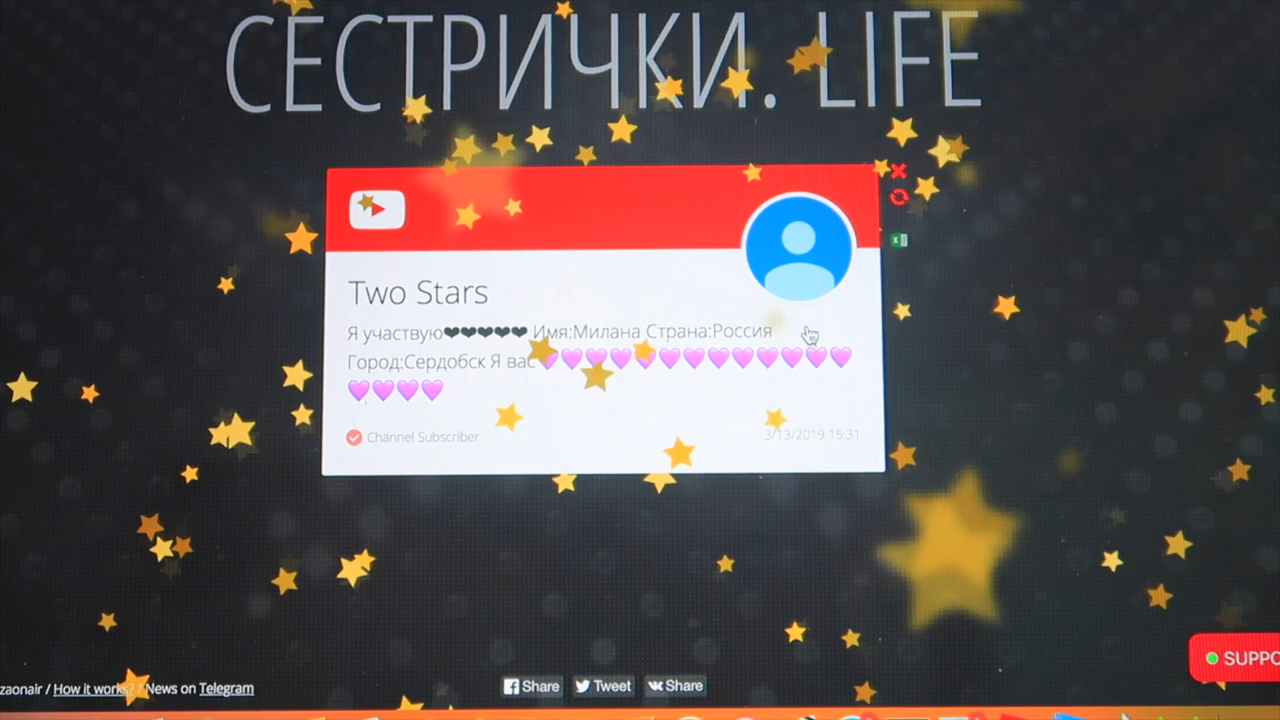 СЕСТРИЧКИ. LIFE
Two Stars
Я участвую❤❤❤❤❤ Имя:Милана Страна:Россия
Город:Сердобск Я вас💜💜💜💜💜💜💜💜💜💜💜💜💜
💜💜💜💜
Channel Subscriber
3/13/2019 15:31
zaonair / How it works? / News on Telegram
Share
Tweet
Share
SUPPO